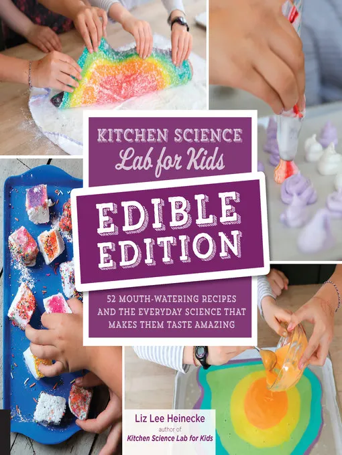 KITCHEN SCIENCE
Lab for Kids
EDIBLE
EDITION
52 MOUTH-WATERING RECIPES
AND THE EVERYDAY SCIENCE THAT
MAKES THEM TASTE AMAZING
Liz Lee Heinecke
author of
Kitchen Science Lab for Kids